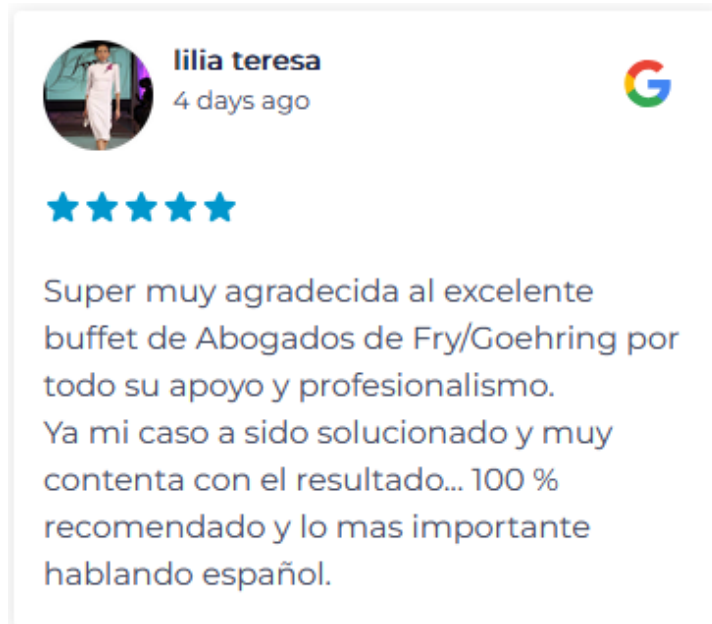 lilia teresa
4 days ago
Super muy agradecida al excelente
buffet de Abogados de Fry/Goehring por
todo su apoyo y profesionalismo.
Ya mi caso a sido solucionado y muy
contenta con el resultado... 100 %
recomendado y lo mas importante
hablando español.